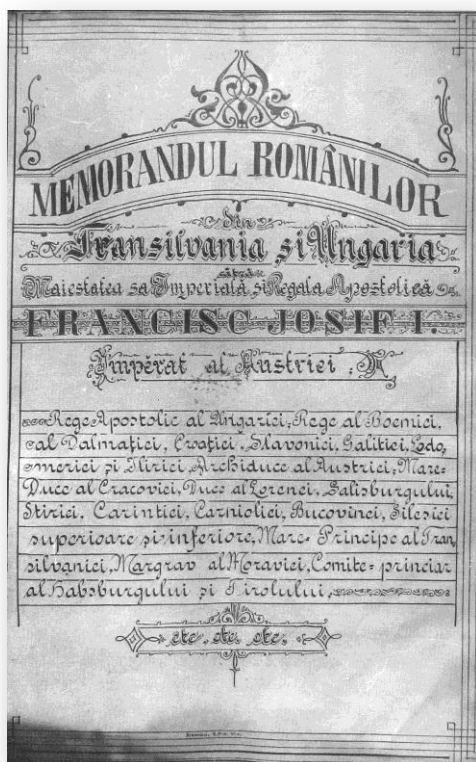 MEMORANDUL ROMÂNILOR
din
Transilvania și Ungaria
cătră
Maiestatea sa Imperială și Regala Apostolică
FRANCISC JOSIF I.
Împărat al Austriei,
Rege Apostolic al Ungariei, Rege al Boemiei,
al Dalmației, Croației, Slavoniei, Galiției, Lodo-
meriei și Ilirici, Archiduce al Austriei, Mare-
Duce al Cracoviei, Duce al Lorenei, Salisburgului,
Stiriei, Carintiei, Carnioliei, Bucovinei, Silesiei
superioare și inferioare, Mare-Principe al Tran-
silvaniei, Margrav al Moraviei, Comite-princiar
al Habsburgului și Tirolului,
etc. etc. etc.